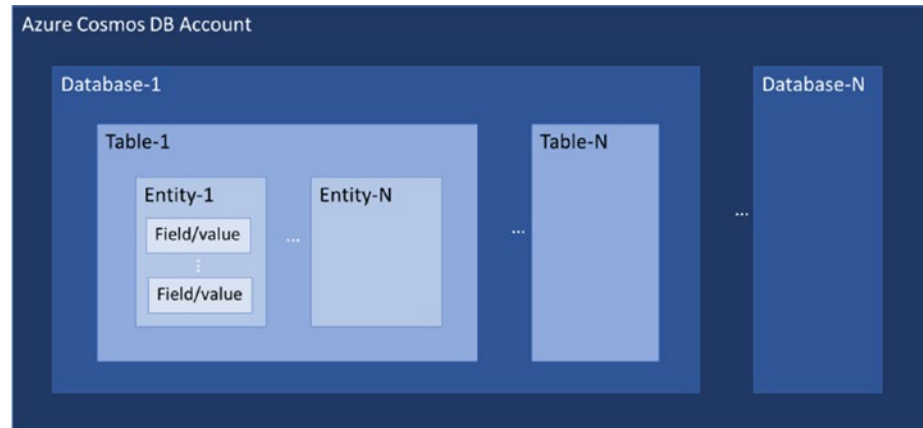 Azure Cosmos DB Account
Database-1
Database-N
Table-1
Table-N
Entity-1
Entity-N
Field/value
...
...
...
⋮
Field/value